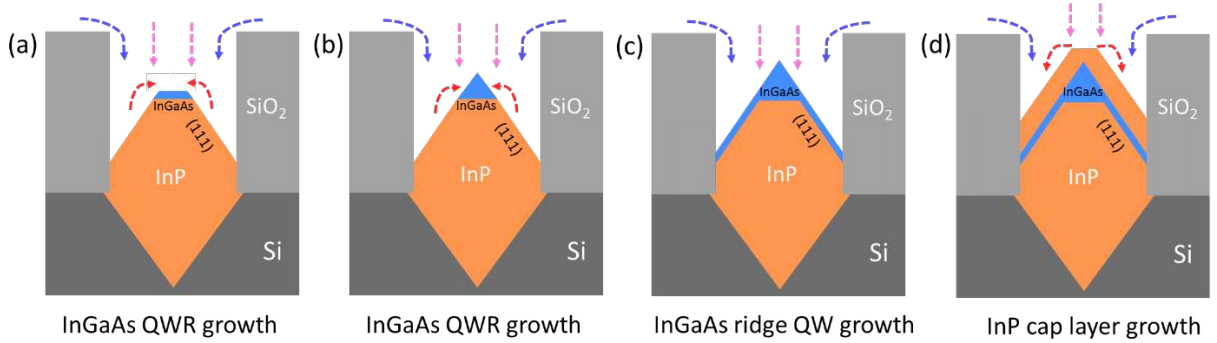 (a)
InGaAs
(111)
SiO2
InP
Si
InGaAs QWR growth
(b)
InGaAs
(111)
SiO2
InP
Si
InGaAs QWR growth
(c)
InGaAs
(111)
SiO2
InP
Si
InGaAs ridge QW growth
(d)
InGaAs
(111)
SiO2
InP
Si
InP cap layer growth